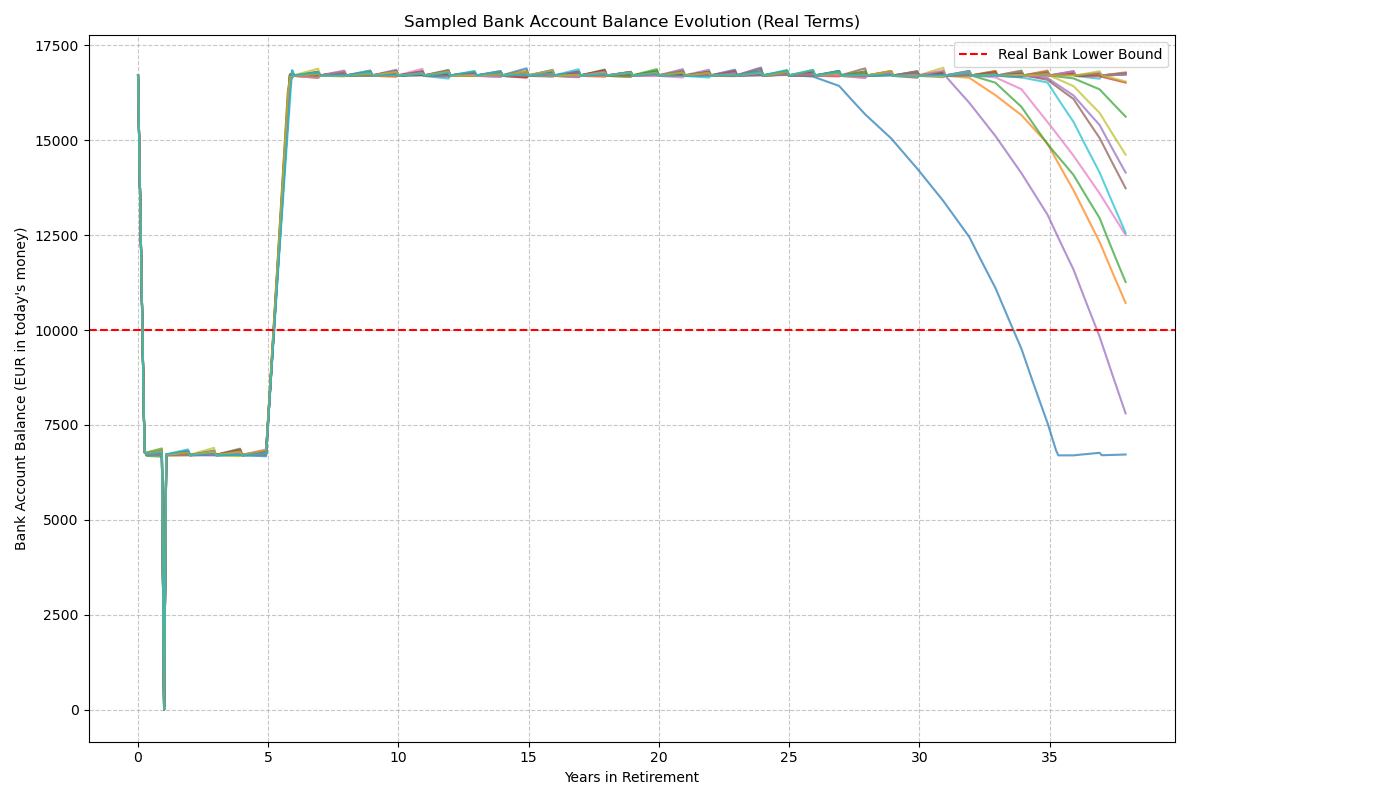 Sampled Bank Account Balance Evolution (Real Terms)
Real Bank Lower Bound
Bank Account Balance (EUR in today's money)
17500
15000
12500
10000
7500
5000
2500
0
0 5 10 15 20 25 30 35
Years in Retirement